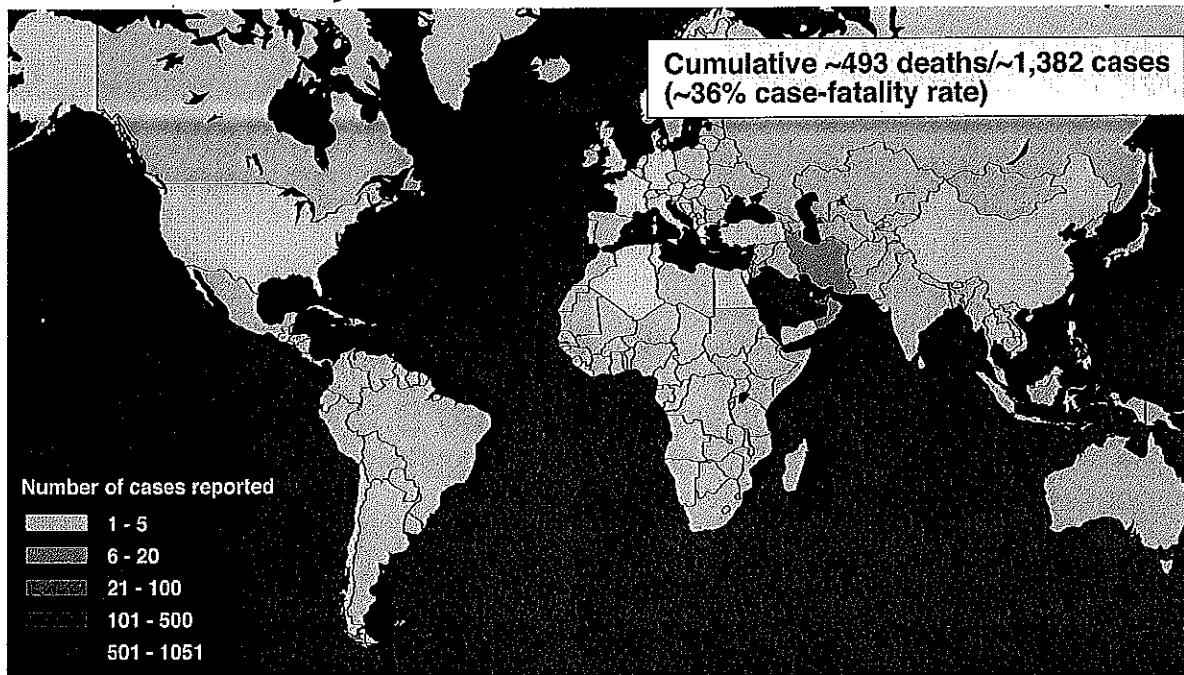 Cumulative ~493 deaths/~1,382 cases
(~36% case-fatality rate)
Number of cases reported
1 - 5
6 - 20
21 - 100
101 - 500
501 - 1051